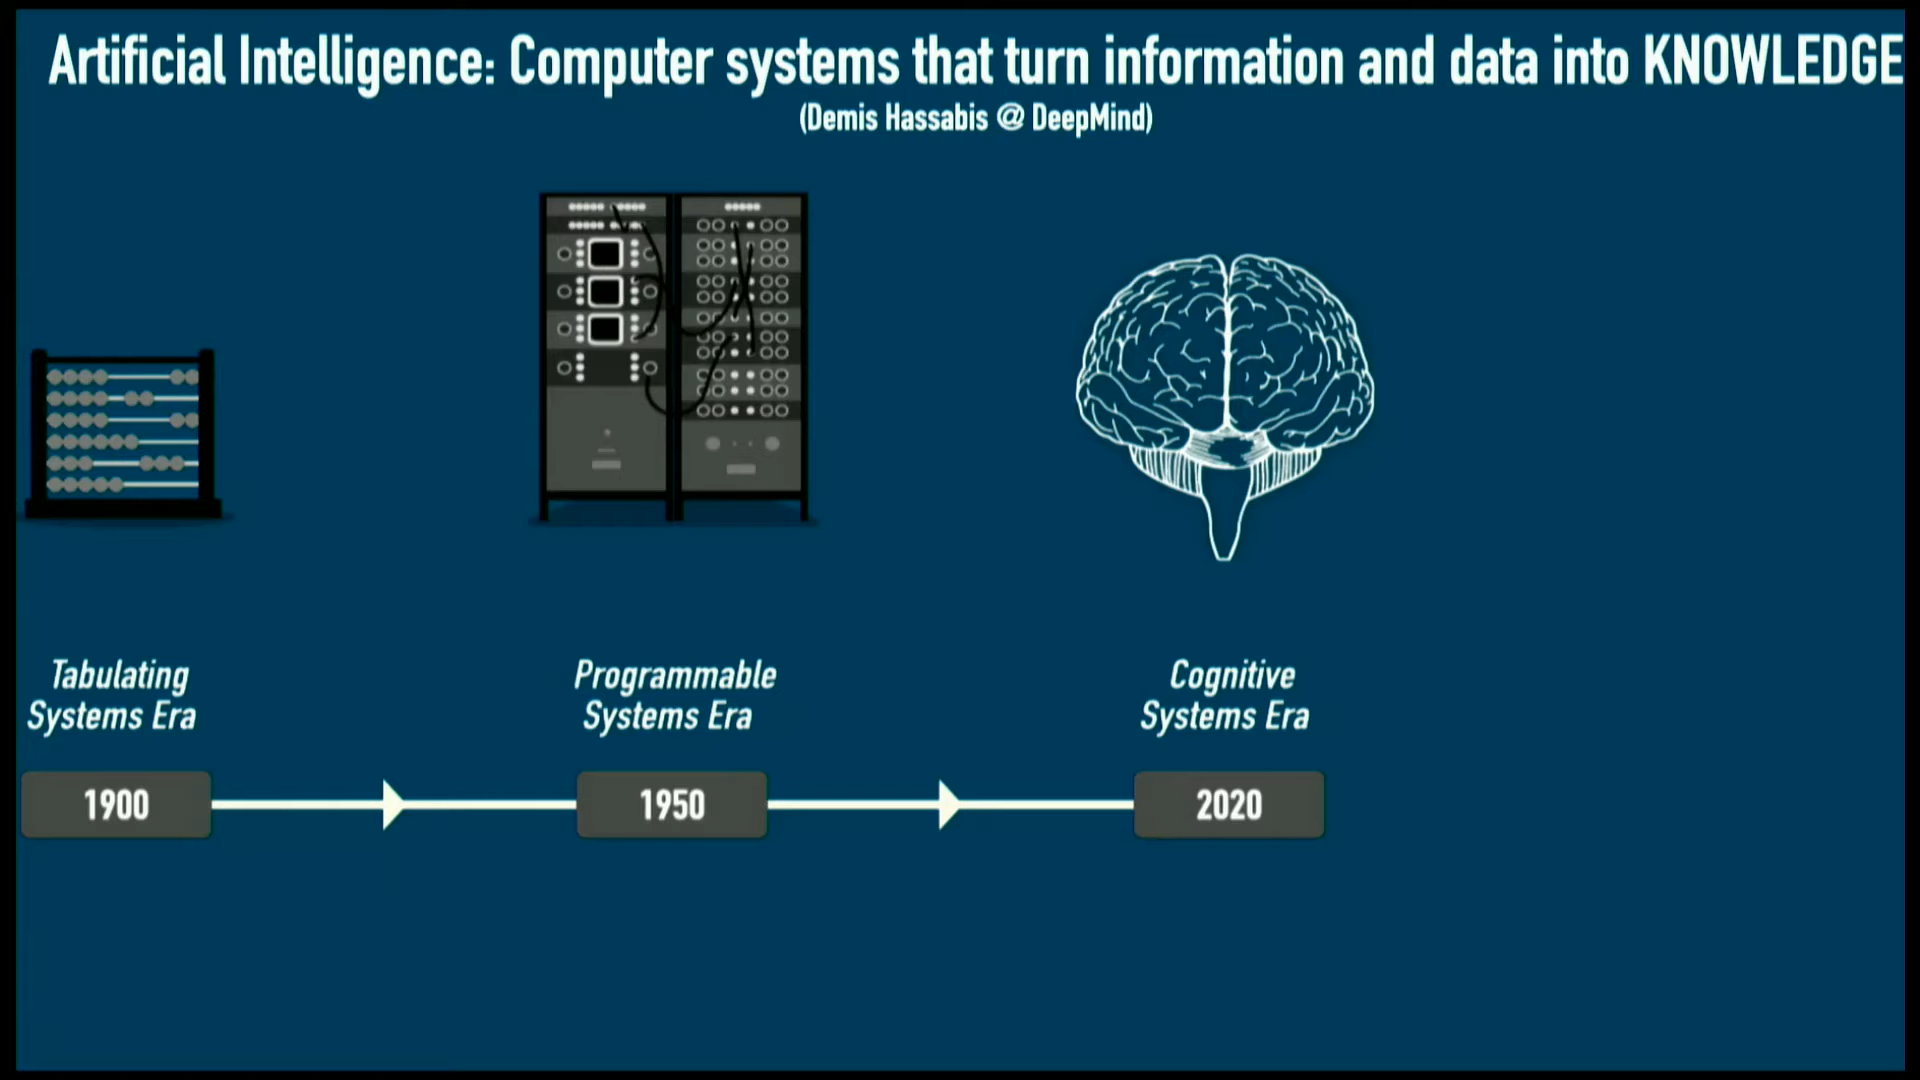 Artificial Intelligence: Computer systems that turn information and data into KNOWLEDGE
(Demis Hassabis @ DeepMind)
Tabulating
Systems Era
Programmable
Systems Era
Cognitive
Systems Era
1900
1950
2020